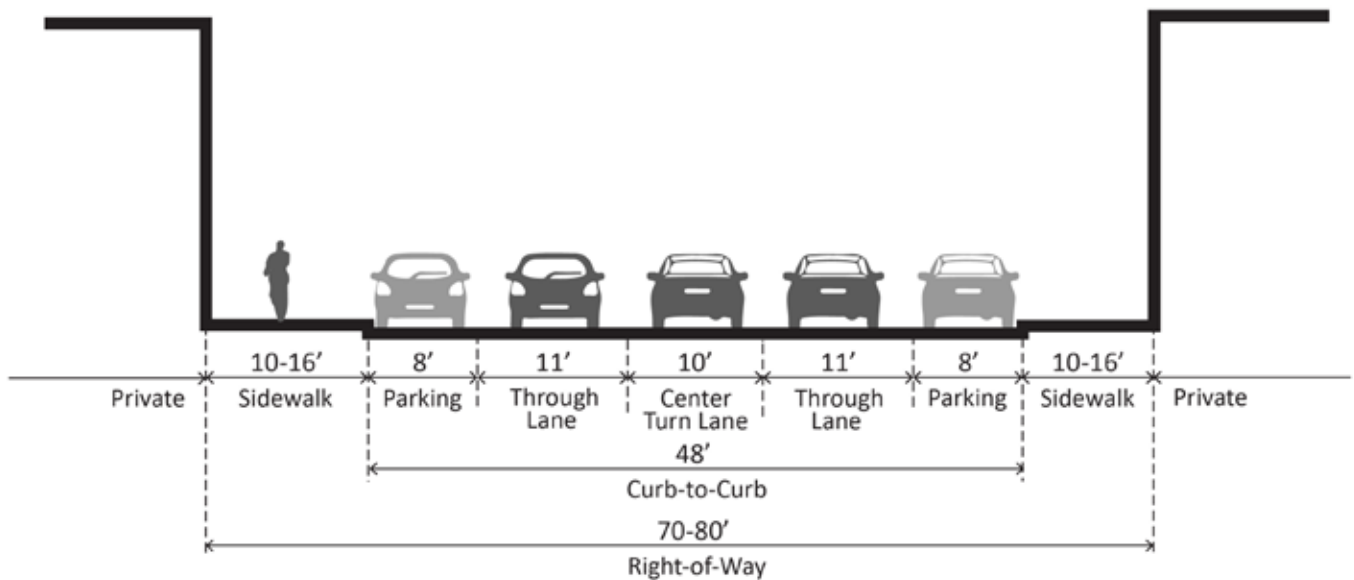 10-16’ 8’ 11’ 10’ 11’ 8’ 10-16’
Private Sidewalk Parking Through Center Through Parking Sidewalk Private
Lane Turn Lane Lane
48’
Curb-to-Curb
70-80’
Right-of-Way